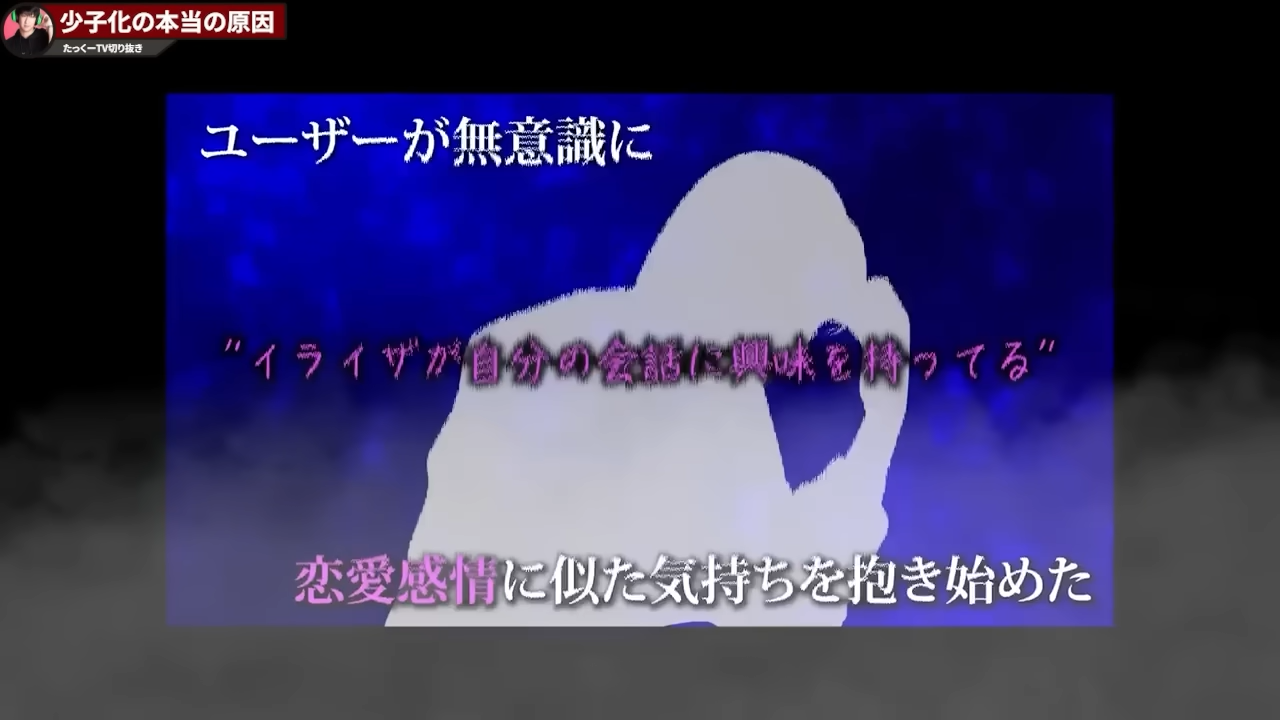 少子化の本当の原因
たっくーTV切り抜き
ユーザーが無意識に
"イライザが自分の会話に興味を持ってる"
恋愛感情に似た気持ちを抱き始めた